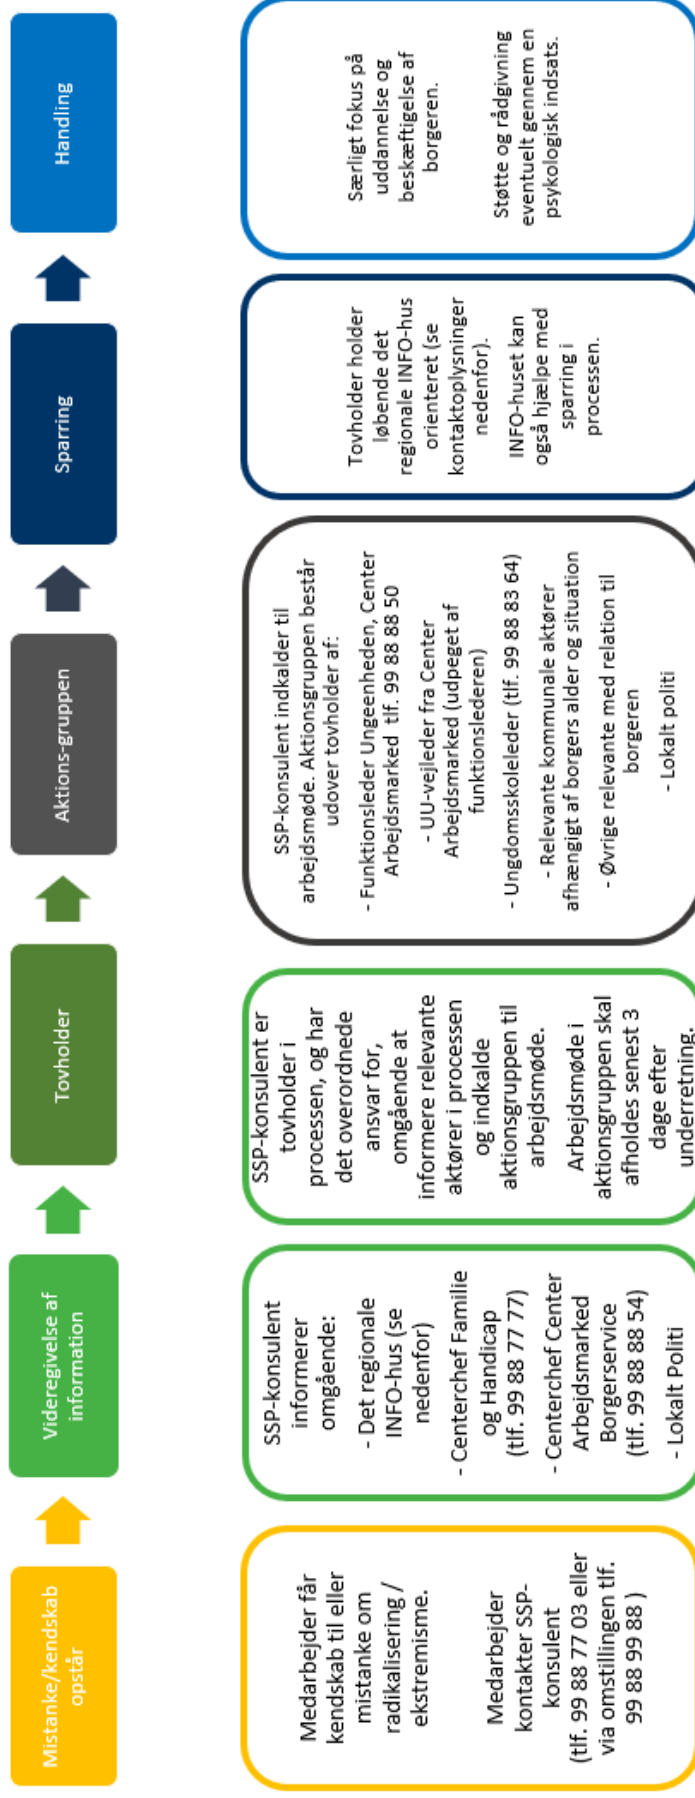 Mistanke/kendskab
opstår
Videregivelse af
information
Tovholder
Aktions-gruppen
Sparring
Handling
Medarbejder får
kendskab til eller
mistanke om
radikalisering /
ekstremisme.
Medarbejder
kontakter SSP-
konsulent
(tlf. 99 88 77 03 eller
via omstillingen tlf.
99 88 99 88 )
SSP-konsulent
informerer
omgående:
- Det regionale
INFO-hus (se
nedenfor)
- Centerchef Familie
og Handicap
(tlf. 99 88 77 77)
- Centerchef Center
Arbejdsmarked
Borgerservice
(tlf. 99 88 88 54)
- Lokalt Politi
SSP-konsulent er
tovholder i
processen, og har
det overordnede
ansvar for,
omgående at
informere relevante
aktører i processen
og indkalde
aktionsgruppen til
arbejdsmøde.
Arbejdsmøde i
aktionsgruppen skal
afholdes senest 3
dage efter
underretning.
SSP-konsulent indkalder til
arbejdsmøde. Aktionsgruppen består
udover tovholder af:
- Funktionsleder Ungeenheden, Center
Arbejdsmarked tlf. 99 88 88 50
- UU-vejleder fra Center
Arbejdsmarked (udpeget af
funktionslederen)
- Ungdomsskoleleder (tlf. 99 88 83 64)
- Relevante kommunale aktører
afhængigt af borgers alder og situation
- Øvrige relevante med relation til
borgeren
- Lokalt politi
Tovholder holder
løbende det
regionale INFO-hus
orienteret (se
kontaktoplysninger
nedenfor).
INFO-huset kan
også hjælpe med
sparring i
processen.
Særligt fokus på
uddannelse og
beskæftigelse af
borgeren.
Støtte og rådgivning
eventuelt gennem en
psykologisk indsats.